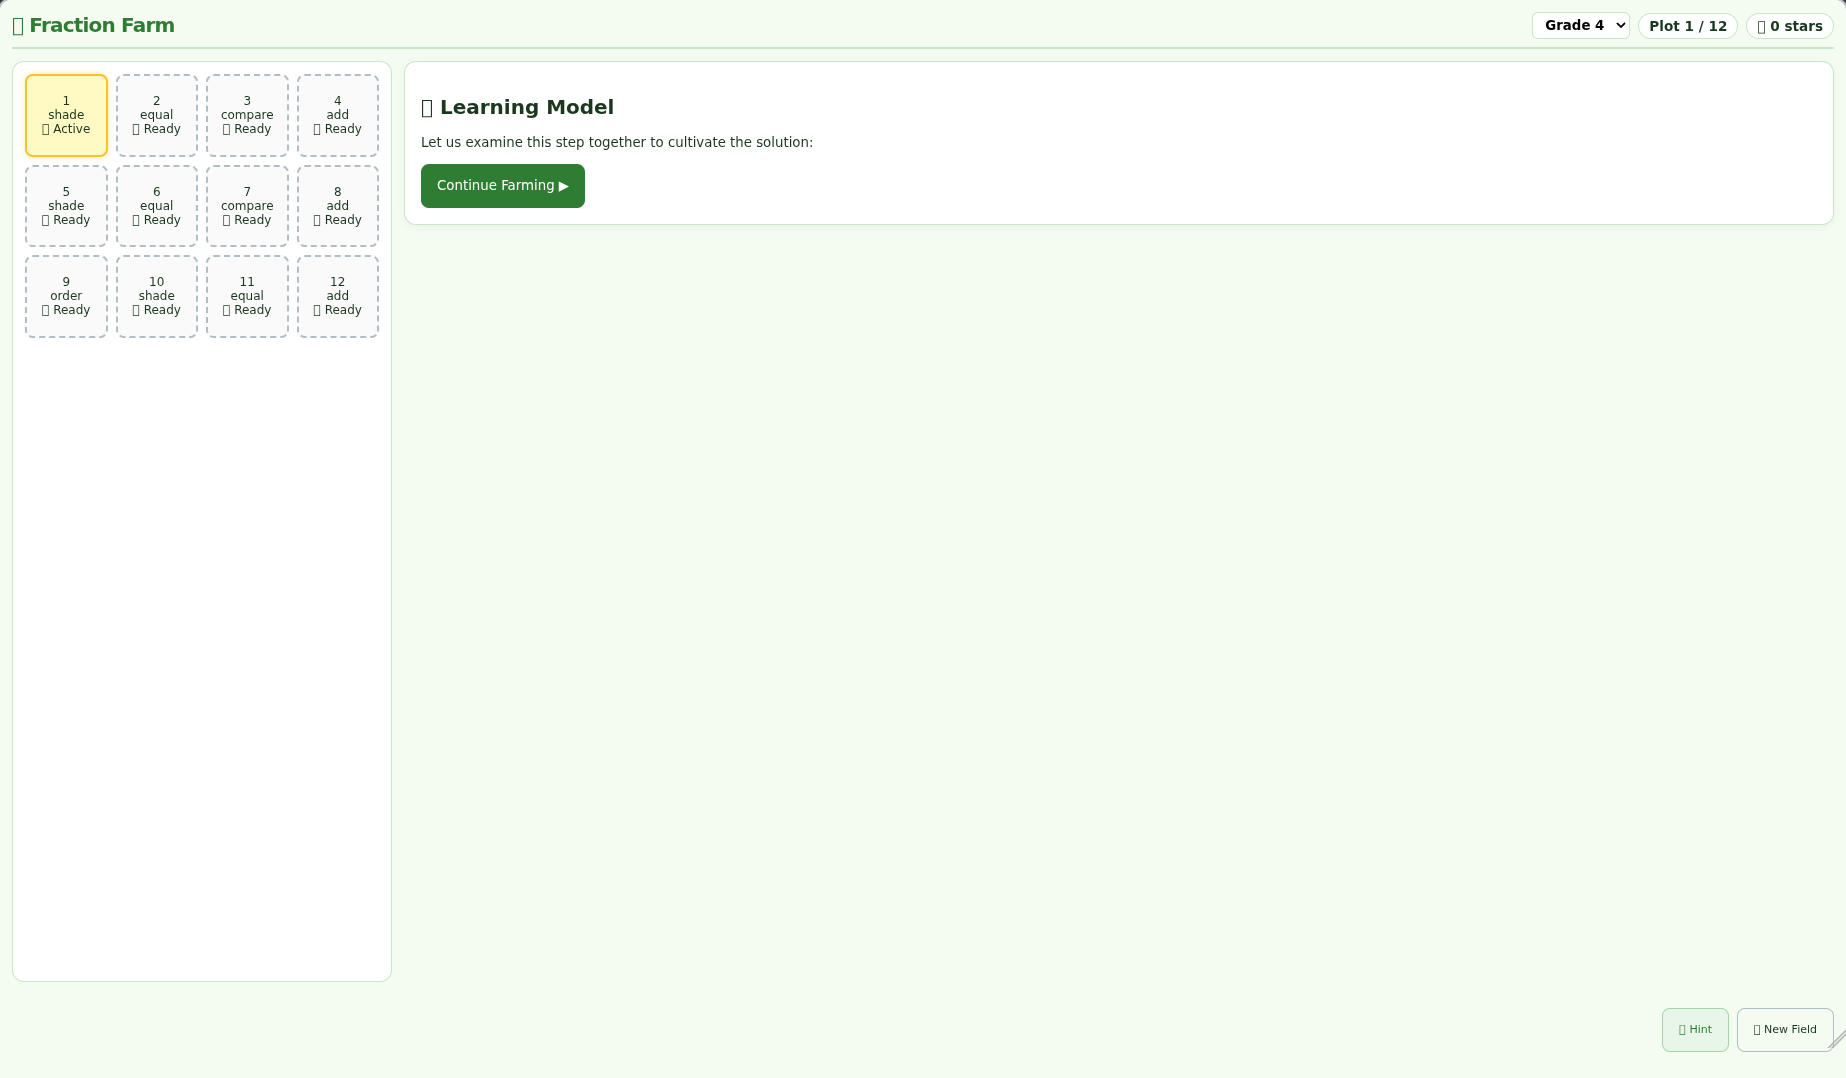 Fraction Farm
Grade 4
Plot 1 / 12
0 stars
1
shade
Active
2
equal
Ready
3
compare
Ready
4
add
Ready
5
shade
Ready
6
equal
Ready
7
compare
Ready
8
add
Ready
9
order
Ready
10
shade
Ready
11
equal
Ready
12
add
Ready
Learning Model
Let us examine this step together to cultivate the solution:
Continue Farming ▶
Hint
New Field